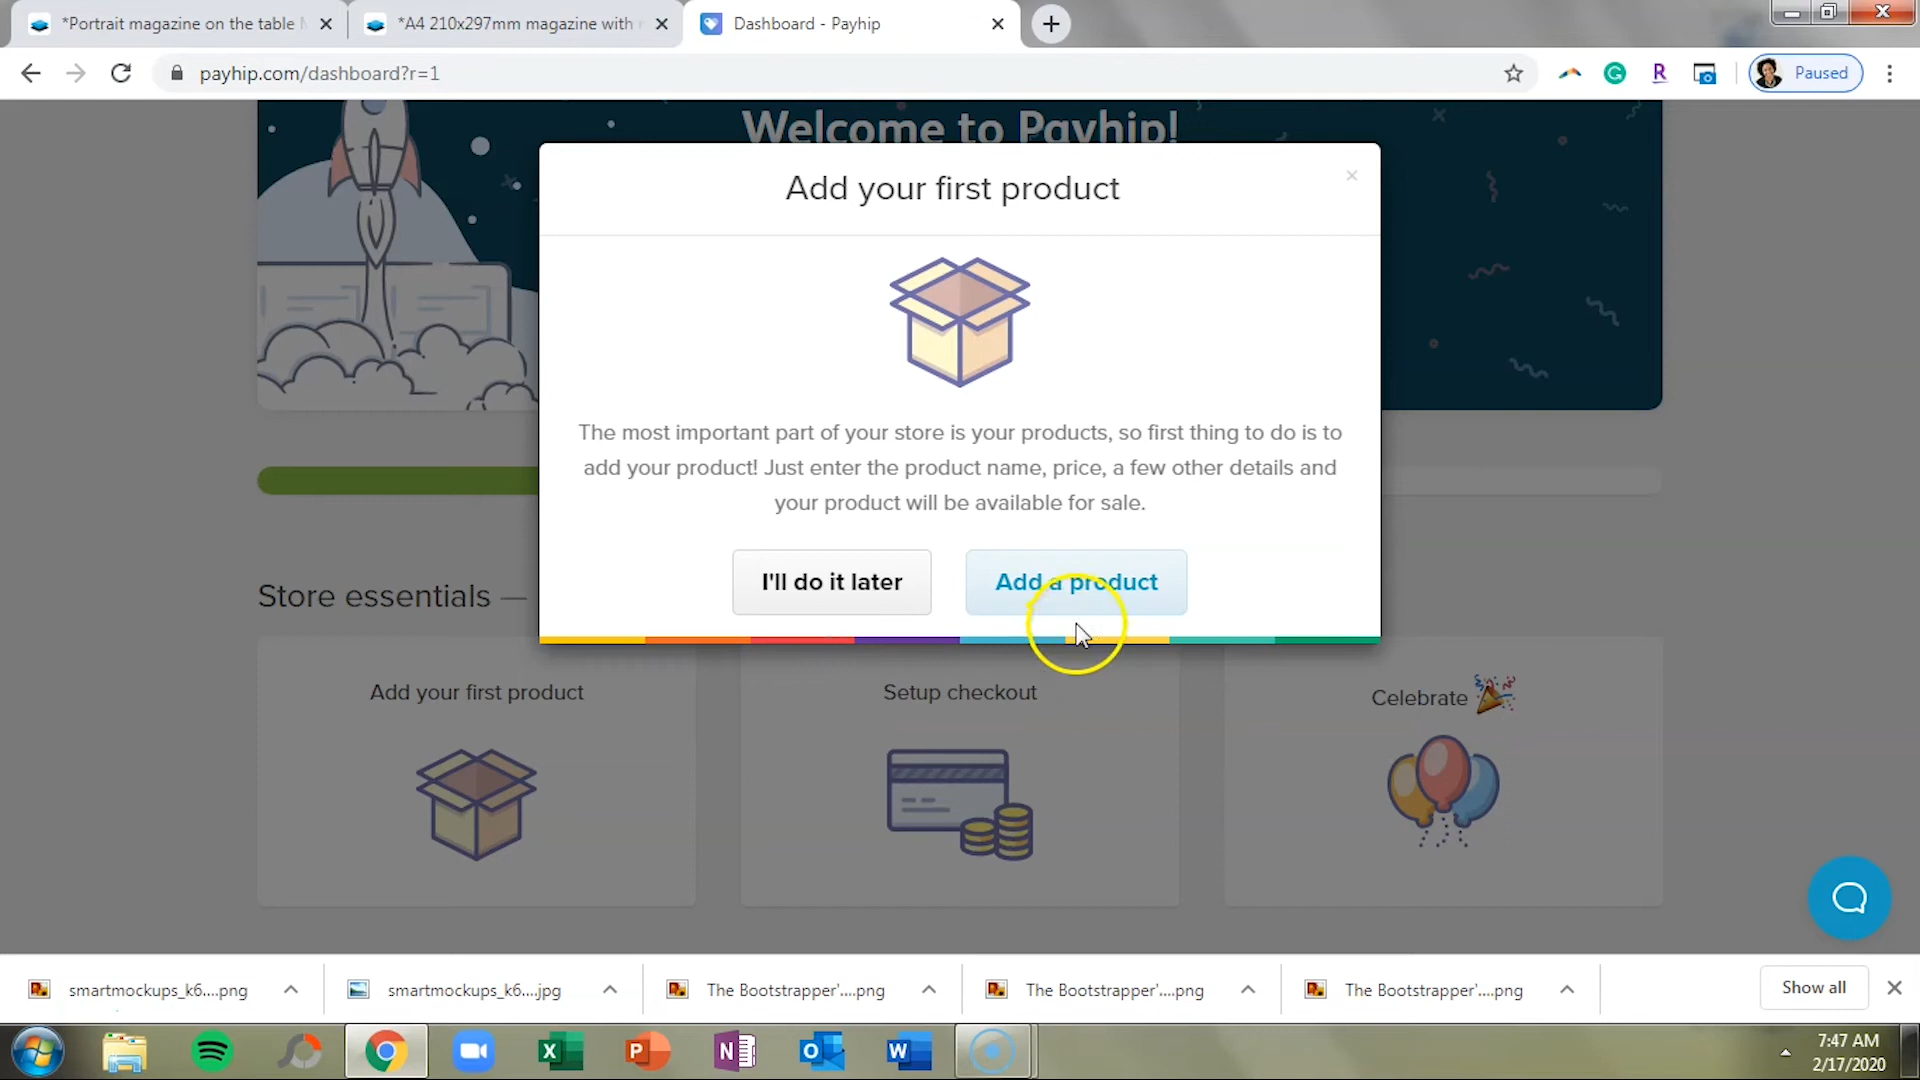 *Portrait magazine on the table
*A4 210x297mm magazine with
Dashboard - Payhip
payhip.com/dashboard?r=1
Paused
Welcome to Payhip!
Add your first product
The most important part of your store is your products, so first thing to do is to
add your product! Just enter the product name, price, a few other details and
your product will be available for sale.
I'll do it later
Add a product
Store essentials —
Add your first product
Setup checkout
Celebrate
smartmockups_k6....png
smartmockups_k6....jpg
The Bootstrapper'....png
The Bootstrapper'....png
The Bootstrapper'....png
Show all
7:47 AM
2/17/2020